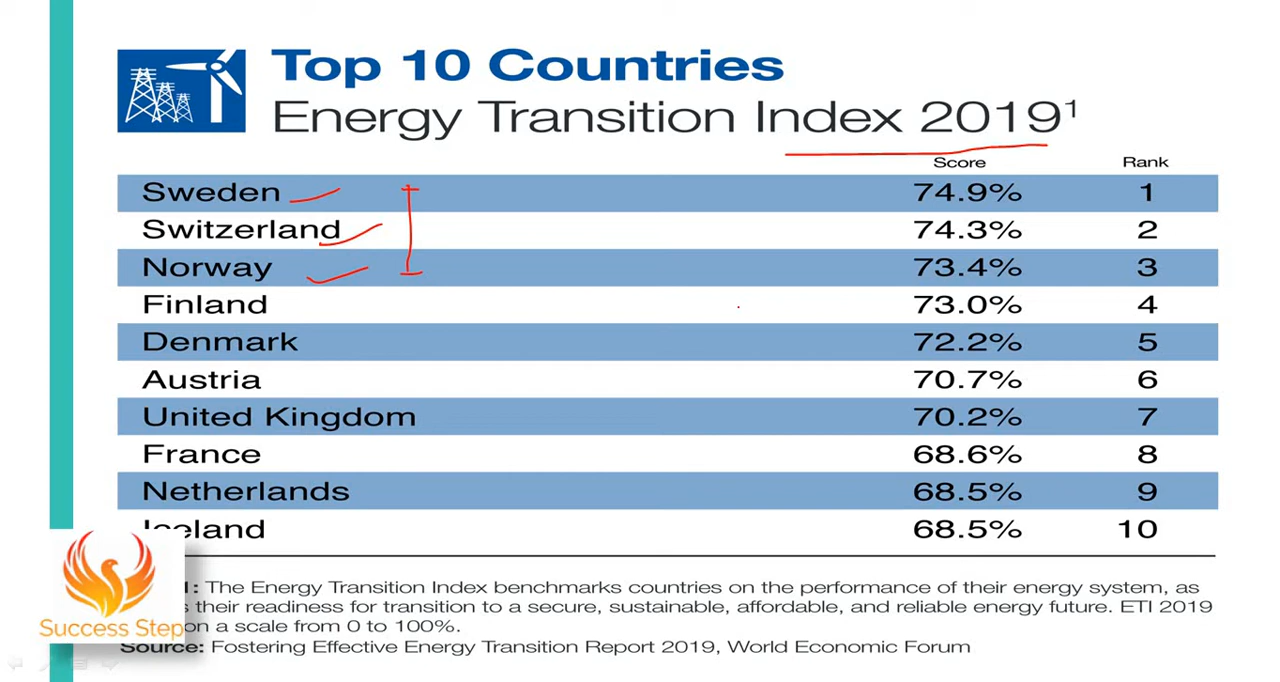 Top 10 Countries
Energy Transition Index 2019¹
Score Rank
Sweden 74.9% 1
Switzerland 74.3% 2
Norway 73.4% 3
Finland 73.0% 4
Denmark 72.2% 5
Austria 70.7% 6
United Kingdom 70.2% 7
France 68.6% 8
Netherlands 68.5% 9
Iceland 68.5% 10
1: The Energy Transition Index benchmarks countries on the performance of their energy system, as
s their readiness for transition to a secure, sustainable, affordable, and reliable energy future. ETI 2019
on a scale from 0 to 100%.
Source: Fostering Effective Energy Transition Report 2019, World Economic Forum
Success Step